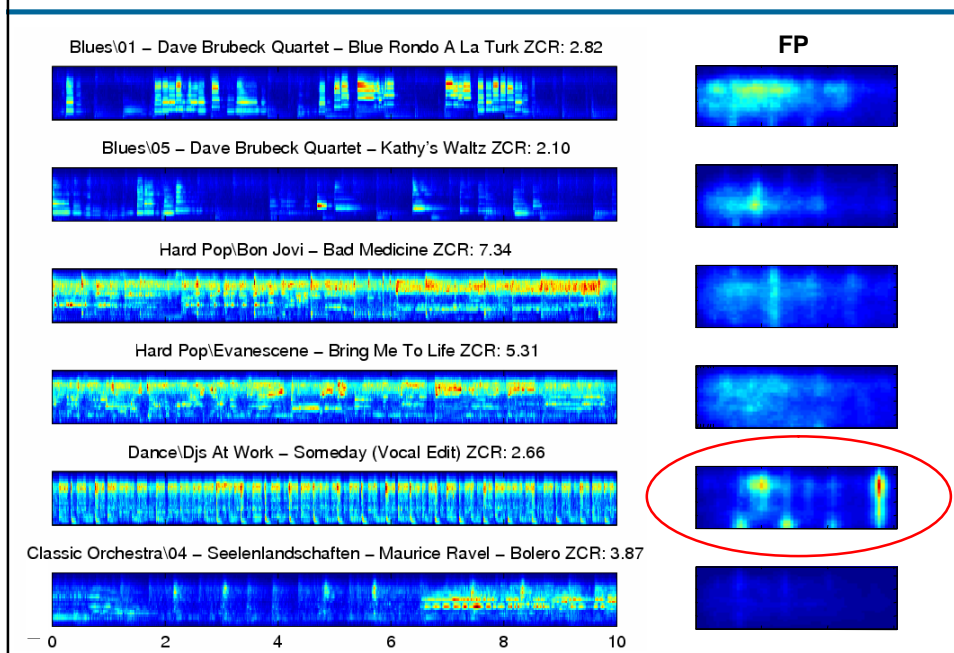 Blues\01 – Dave Brubeck Quartet – Blue Rondo A La Turk ZCR: 2.82
FP
Blues\05 – Dave Brubeck Quartet – Kathy's Waltz ZCR: 2.10
Hard Pop\Bon Jovi – Bad Medicine ZCR: 7.34
Hard Pop\Evanescene – Bring Me To Life ZCR: 5.31
Dance\Djs At Work – Someday (Vocal Edit) ZCR: 2.66
Classic Orchestra\04 – Seelenlandschaften – Maurice Ravel – Bolero ZCR: 3.87
0 2 4 6 8 10